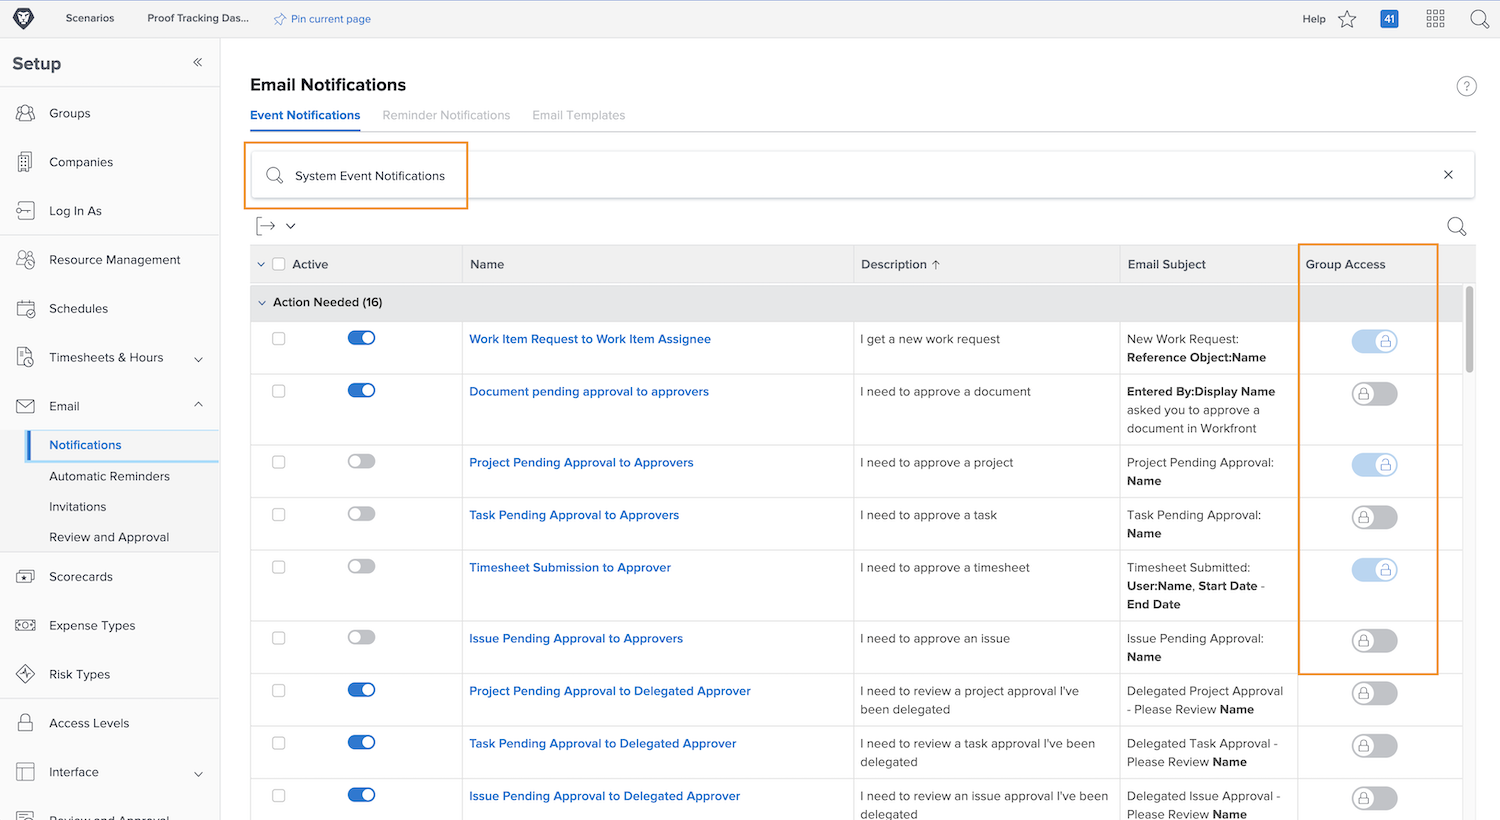 Scenarios
Proof Tracking Das...
Pin current page
Help
41
Setup
Groups
Companies
Log In As
Resource Management
Schedules
Timesheets & Hours
Email
Notifications
Automatic Reminders
Invitations
Review and Approval
Scorecards
Expense Types
Risk Types
Access Levels
Interface
Review and Approval
Email Notifications
?
Event Notifications
Reminder Notifications
Email Templates
System Event Notifications
Active
Name
Description ↑
Email Subject
Group Access
Action Needed (16)
Work Item Request to Work Item Assignee
I get a new work request
New Work Request:
Reference Object:Name
Document pending approval to approvers
I need to approve a document
Entered By:Display Name
asked you to approve a
document in Workfront
Project Pending Approval to Approvers
I need to approve a project
Project Pending Approval:
Name
Task Pending Approval to Approvers
I need to approve a task
Task Pending Approval:
Name
Timesheet Submission to Approver
I need to approve a timesheet
Timesheet Submitted:
User:Name, Start Date -
End Date
Issue Pending Approval to Approvers
I need to approve an issue
Issue Pending Approval:
Name
Project Pending Approval to Delegated Approver
I need to review a project approval I've
been delegated
Delegated Project Approval
- Please Review Name
Task Pending Approval to Delegated Approver
I need to review a task approval I've been
delegated
Delegated Task Approval -
Please Review Name
Issue Pending Approval to Delegated Approver
I need to review an issue approval I've been
delegated
Delegated Issue Approval -
Please Review Name